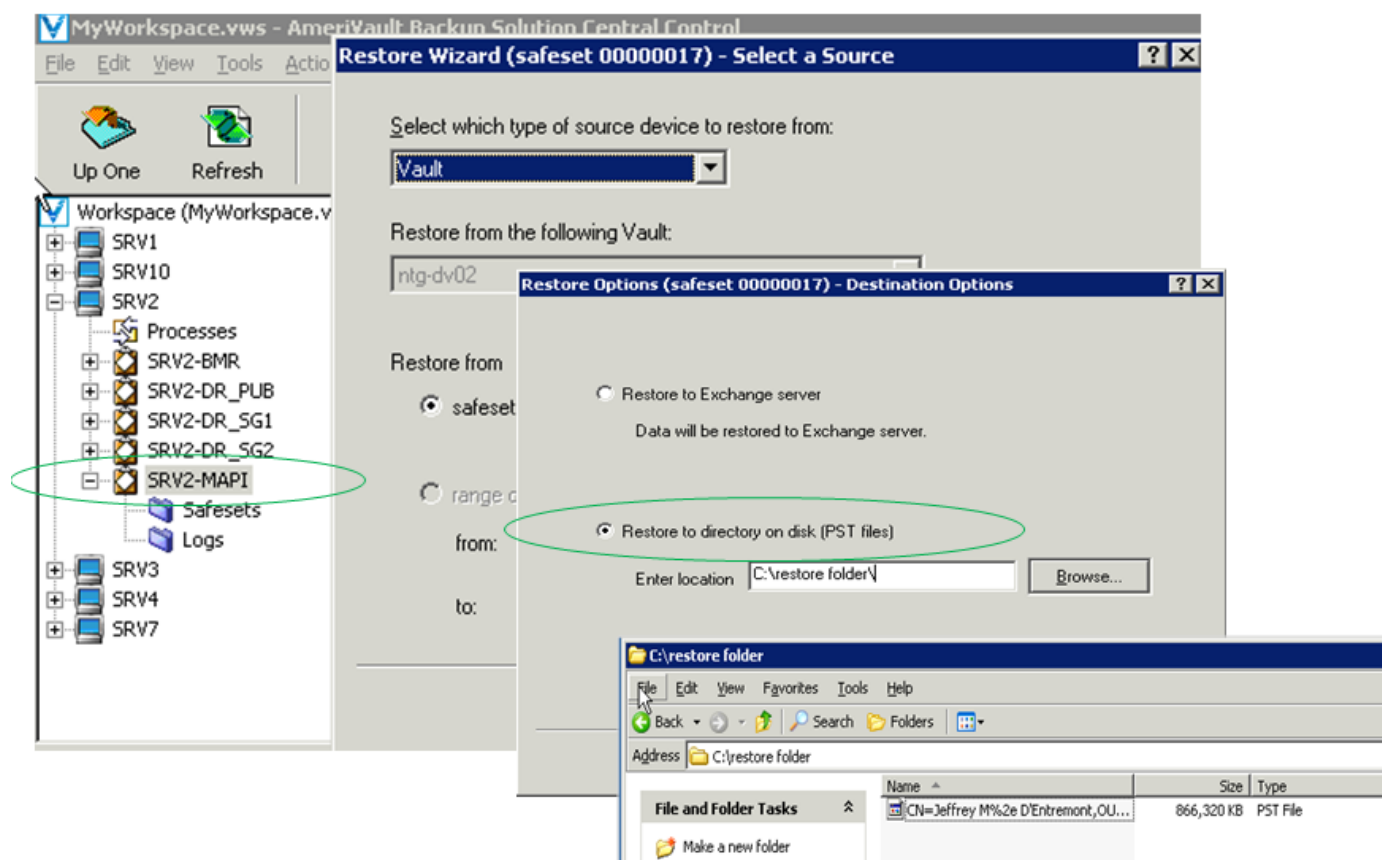 MyWorkspace.vws - AmeriVault Backup Solution Central Control
File Edit View Tools Actio
Up One Refresh
Workspace (MyWorkspace.v
SRV1
SRV10
SRV2
Processes
SRV2-BMR
SRV2-DR_PUB
SRV2-DR_SG1
SRV2-DR_SG2
SRV2-MAPI
Safesets
Logs
SRV3
SRV4
SRV7
Restore Wizard (safeset 00000017) - Select a Source
Select which type of source device to restore from:
Vault
Restore from the following Vault:
ntg-dv02
Restore from
safeset
range o
from:
to:
Restore Options (safeset 00000017) - Destination Options
Restore to Exchange server
Data will be restored to Exchange server.
Restore to directory on disk (PST files)
Enter location C:\restore folder\ Browse...
C:\restore folder
File Edit View Favorites Tools Help
Back Search Folders
Address C:\restore folder
Name Size Type
File and Folder Tasks
CN=Jeffrey M%2e D'Entremont,OU... 866,320 KB PST File
Make a new folder